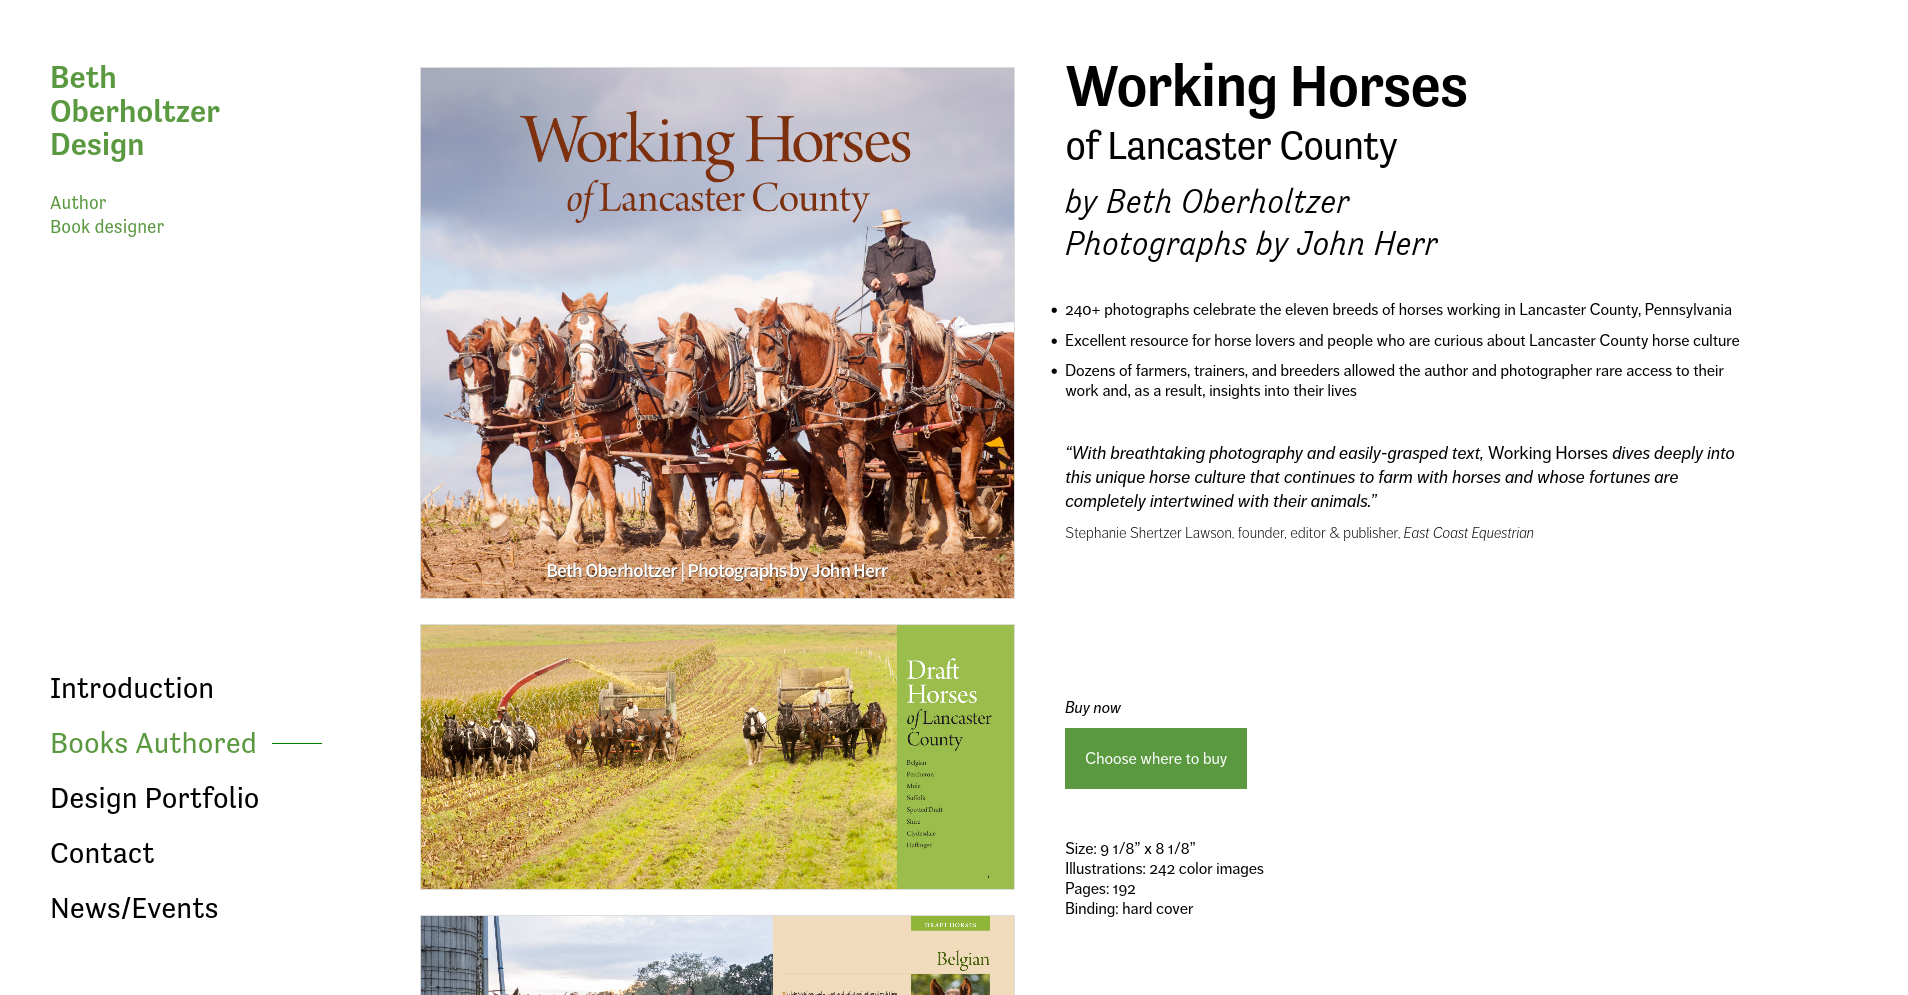 Beth
Oberholtzer
Design
Author
Book designer
Introduction
Books Authored
Design Portfolio
Contact
News/Events
Working Horses
of Lancaster County
Beth Oberholtzer | Photographs by John Herr
Draft
Horses
of Lancaster
County
Belgian
Percheron
Mule
Suffolk
Spotted Draft
Shire
Clydesdale
Haflinger
DRAFT HORSES
Belgian
Working Horses
of Lancaster County
by Beth Oberholtzer
Photographs by John Herr
• 240+ photographs celebrate the eleven breeds of horses working in Lancaster County, Pennsylvania
• Excellent resource for horse lovers and people who are curious about Lancaster County horse culture
• Dozens of farmers, trainers, and breeders allowed the author and photographer rare access to their
work and, as a result, insights into their lives
“With breathtaking photography and easily-grasped text, Working Horses dives deeply into
this unique horse culture that continues to farm with horses and whose fortunes are
completely intertwined with their animals.”
Stephanie Shertzer Lawson, founder, editor & publisher, East Coast Equestrian
Buy now
Choose where to buy
Size: 9 1/8” x 8 1/8”
Illustrations: 242 color images
Pages: 192
Binding: hard cover